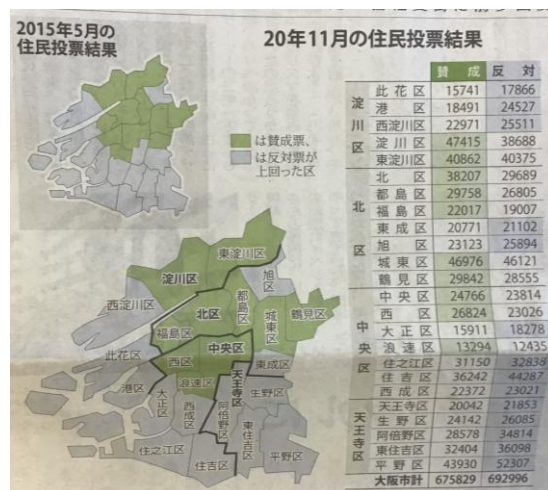 2015年5月の
住民投票結果
20年11月の住民投票結果
は賛成票、
は反対票が
上回った区
賛成 反対
淀川区
此花区 15741 17866
港区 18491 24527
西淀川区 22971 25511
淀川区 47415 38688
東淀川区 40862 40375
北区
北区 38207 29689
都島区 29758 26805
福島区 22017 19007
東成区 20771 21102
旭区 23123 25894
城東区 46976 46121
鶴見区 29842 28555
中央区
中央区 24766 23814
西区 26824 23026
大正区 15911 18278
浪速区 13294 12435
住之江区 31150 32838
住吉区 36242 44287
西成区 22372 23021
天王寺区
天王寺区 20042 21853
生野区 24142 26085
阿倍野区 28578 34814
東住吉区 32404 36098
平野区 43930 52307
大阪市計 675829 692996
東淀川区
淀川区
旭区
西淀川区
北区
都島区
城東区
鶴見区
福島区
此花区
西区
中央区
東成区
港区
浪速区
天王寺区
生野区
大正区
西成区
阿倍野区
東住吉区
住之江区
住吉区
平野区